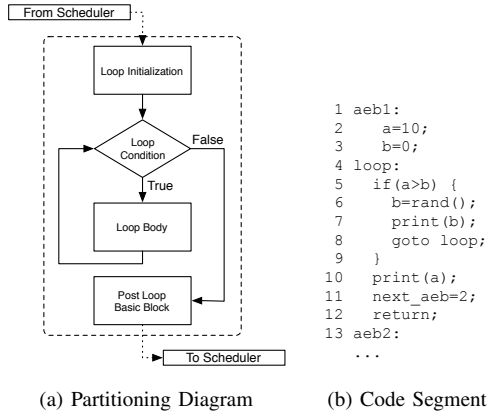 From Scheduler
Loop Initialization
Loop
Condition
False
True
Loop Body
Post Loop
Basic Block
To Scheduler
(a) Partitioning Diagram
1 aeb1:
2 a=10;
3 b=0;
4 loop:
5 if(a>b) {
6 b=rand();
7 print(b);
8 goto loop;
9 }
10 print(a);
11 next_aeb=2;
12 return;
13 aeb2:
...
(b) Code Segment